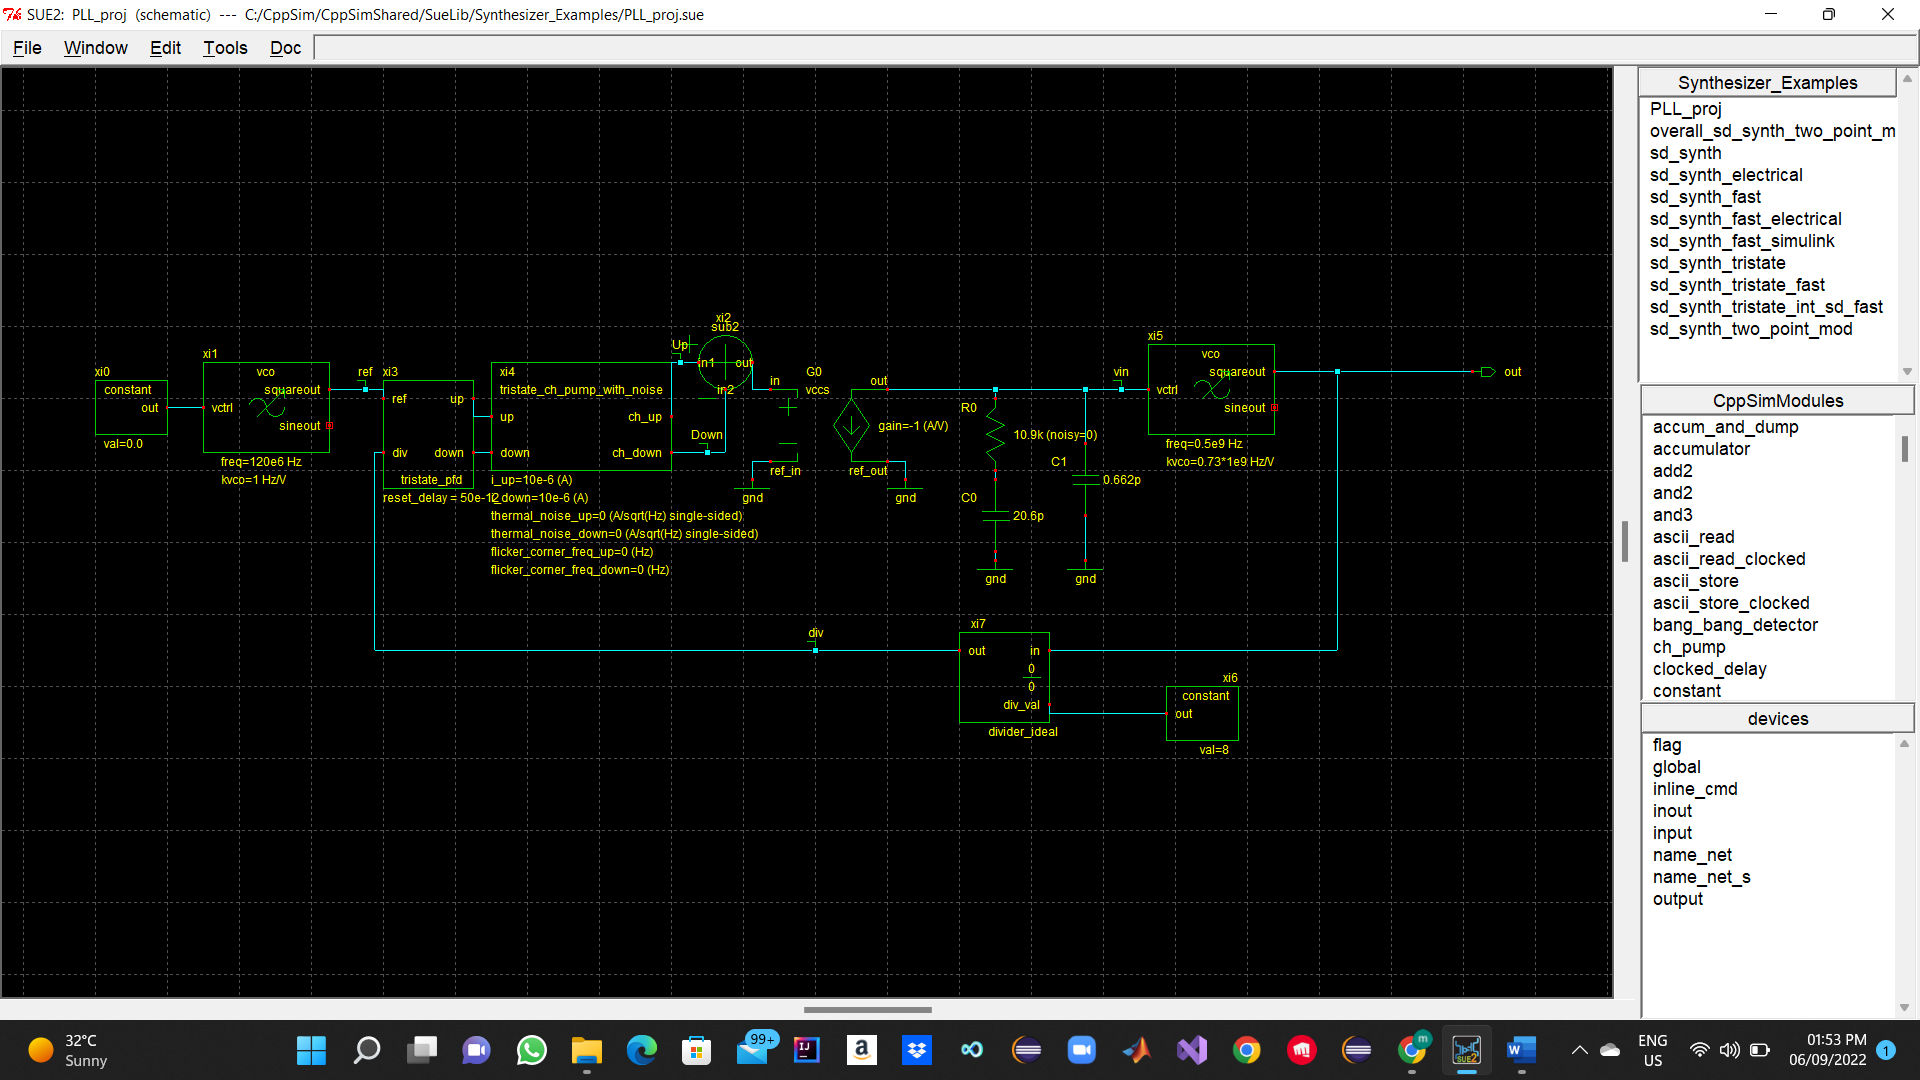 SUE2: PLL_proj (schematic) --- C:/CppSim/CppSimShared/SueLib/Synthesizer_Examples/PLL_proj.sue
File Window Edit Tools Doc
xi0
constant
out
val=0.0
xi1
vco
squareout
vctrl
sineout
freq=120e6 Hz
kvco=1 Hz/V
ref
xi3
ref
up
div
down
tristate_pfd
reset_delay = 50e-12
xi4
tristate_ch_pump_with_noise
up
ch_up
down
ch_down
i_up=10e-6 (A)
i_down=10e-6 (A)
thermal_noise_up=0 (A/sqrt(Hz) single-sided)
thermal_noise_down=0 (A/sqrt(Hz) single-sided)
flicker_corner_freq_up=0 (Hz)
flicker_corner_freq_down=0 (Hz)
Up
Down
xi2
sub2
in1
out
in2
in
G0
vccs
ref_in
gnd
out
gain=-1 (A/V)
ref_out
gnd
R0
10.9k (noisy=0)
C0
20.6p
gnd
C1
0.662p
gnd
vin
xi5
vco
squareout
vctrl
sineout
freq=0.5e9 Hz
kvco=0.73*1e9 Hz/V
out
div
xi7
out
in
0
0
div_val
divider_ideal
xi6
constant
out
val=8
Synthesizer_Examples
PLL_proj
overall_sd_synth_two_point_m
sd_synth
sd_synth_electrical
sd_synth_fast
sd_synth_fast_electrical
sd_synth_fast_simulink
sd_synth_tristate
sd_synth_tristate_fast
sd_synth_tristate_int_sd_fast
sd_synth_two_point_mod
CppSimModules
accum_and_dump
accumulator
add2
and2
and3
ascii_read
ascii_read_clocked
ascii_store
ascii_store_clocked
bang_bang_detector
ch_pump
clocked_delay
constant
devices
flag
global
inline_cmd
inout
input
name_net
name_net_s
output
32°C
Sunny
99+
IJ
a
m
SUE2
W
ENG
US
01:53 PM
06/09/2022
1